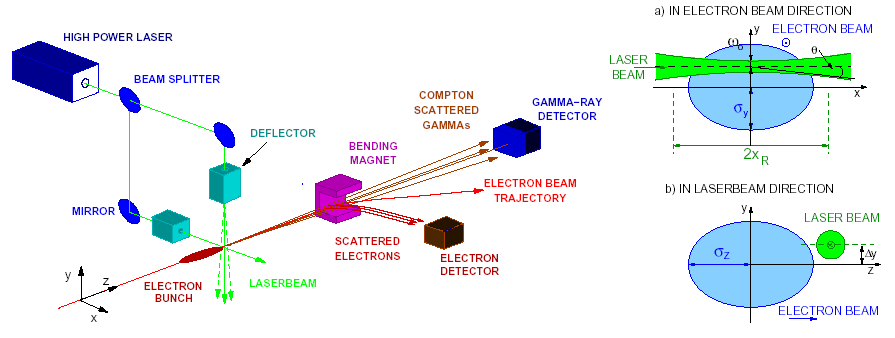 HIGH POWER LASER
BEAM SPLITTER
DEFLECTOR
MIRROR
y
z
x
ELECTRON
BUNCH
LASERBEAM
BENDING
MAGNET
COMPTON
SCATTERED
GAMMAs
GAMMA-RAY
DETECTOR
ELECTRON BEAM
TRAJECTORY
SCATTERED
ELECTRONS
ELECTRON
DETECTOR
a) IN ELECTRON BEAM DIRECTION
y
ELECTRON BEAM
ω₀
θ
LASER
BEAM
x
σy
2xR
b) IN LASERBEAM DIRECTION
y
LASER BEAM
σz
Δy
z
ELECTRON BEAM